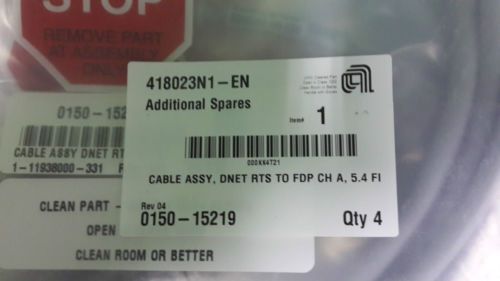 STOP
REMOVE PART
AT ASSEMBLY
ONLY
418023N1-EN
Additional Spares
Item# 1
000XK4T21
CABLE ASSY, DNET RTS TO FDP CH A, 5.4 FI
Rev 04
0150-15219
Qty 4
0150-152
CABLE ASSY DNET RT
1-11938000-331
CLEAN PART -
OPEN
CLEAN ROOM OR BETTER